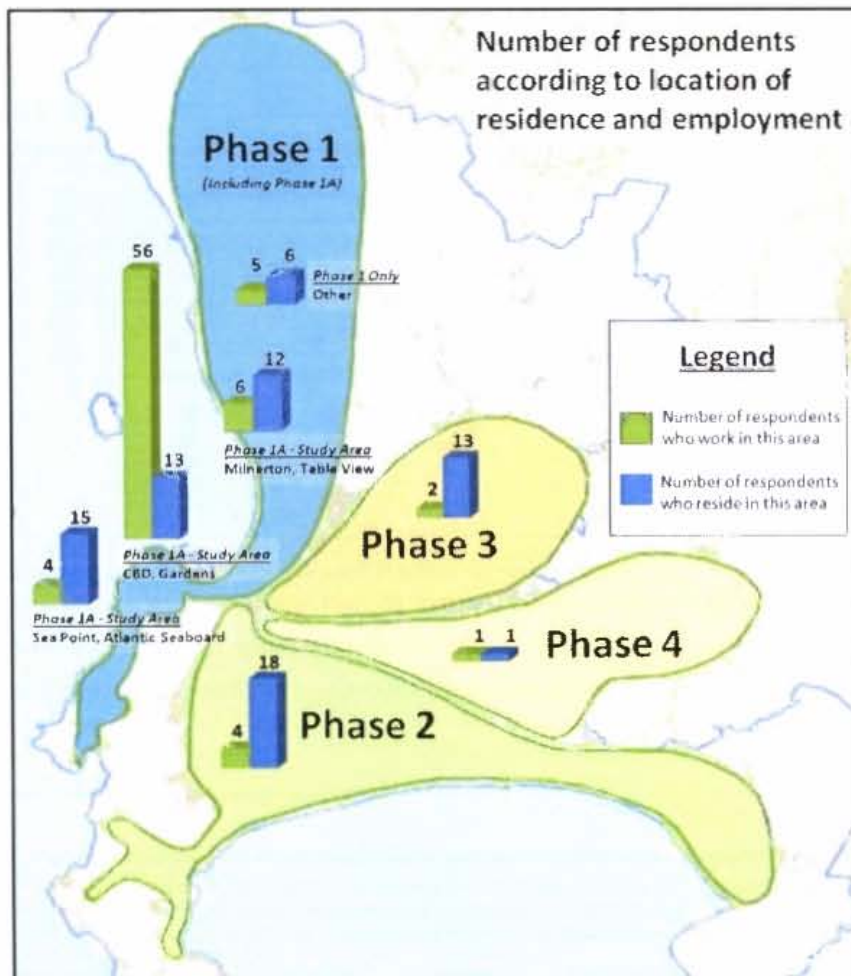 Number of respondents
according to location of
residence and employment
Phase 1
(Including Phase 1A)
5
6
Phase 1 Only
Other
56
13
Phase 1A - Study Area
CBD, Gardens
6
12
Phase 1A - Study Area
Milnerton, Table View
4
15
Phase 1A - Study Area
Sea Point, Atlantic Seaboard
Legend
Number of respondents
who work in this area
Number of respondents
who reside in this area
2
13
Phase 3
1
1
Phase 4
4
18
Phase 2